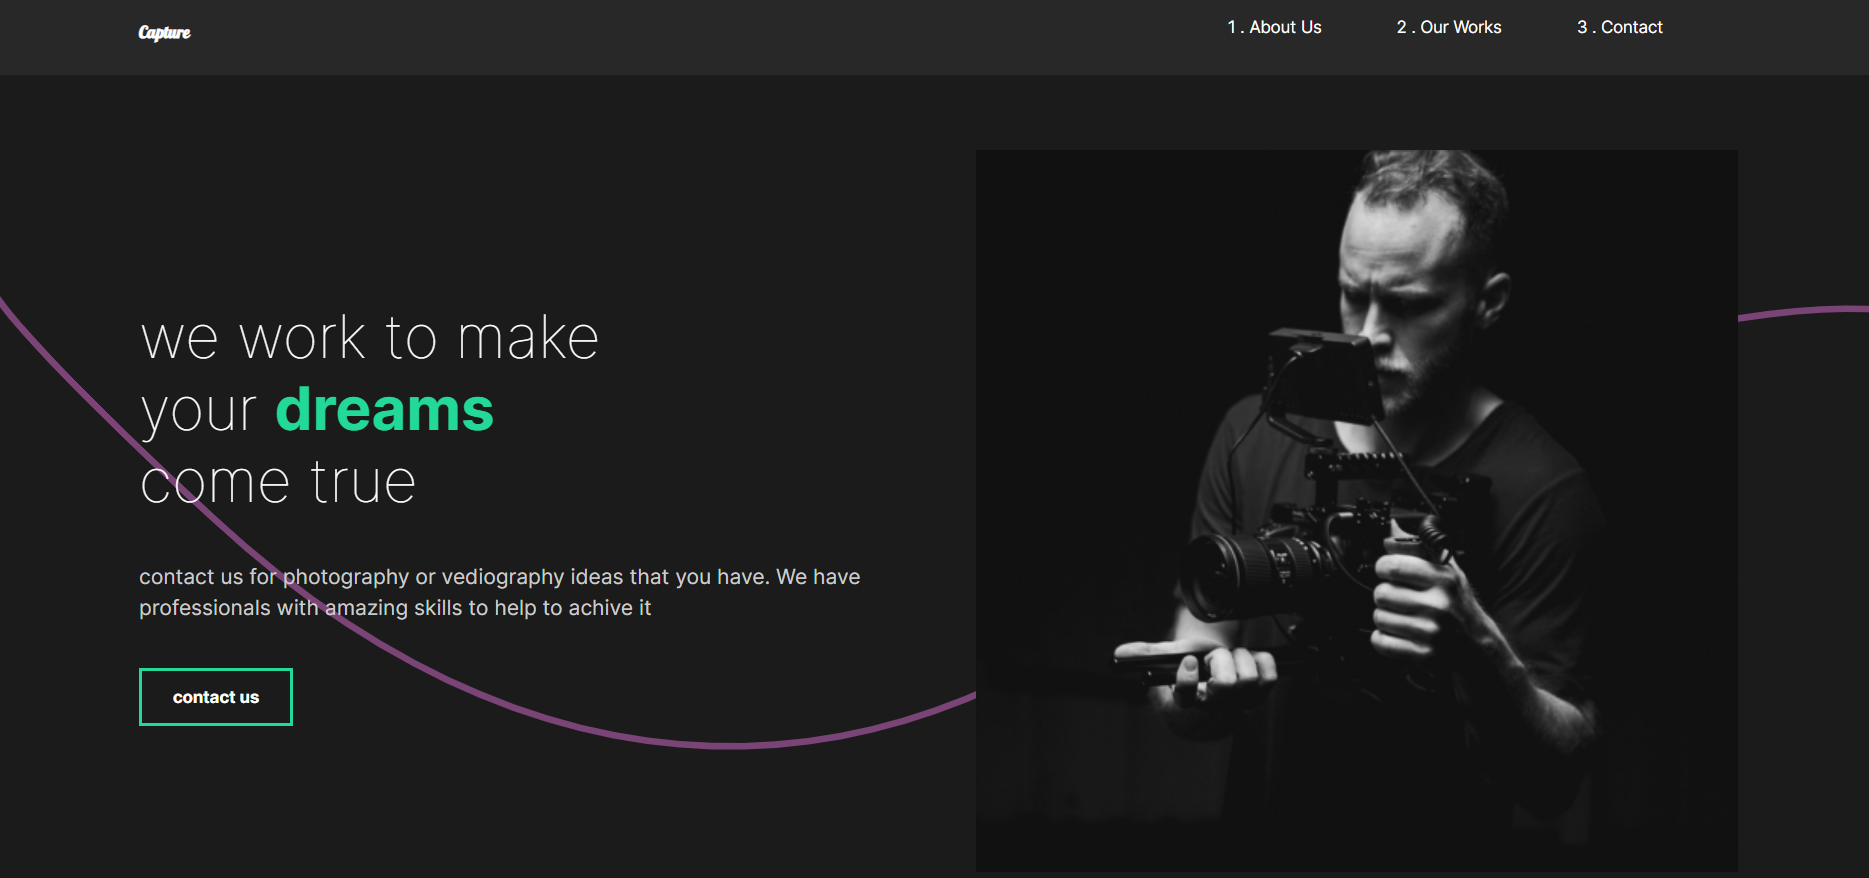 Capture
1 . About Us
2 . Our Works
3 . Contact
we work to make
your dreams
come true
contact us for photography or vediography ideas that you have. We have
professionals with amazing skills to help to achive it
contact us